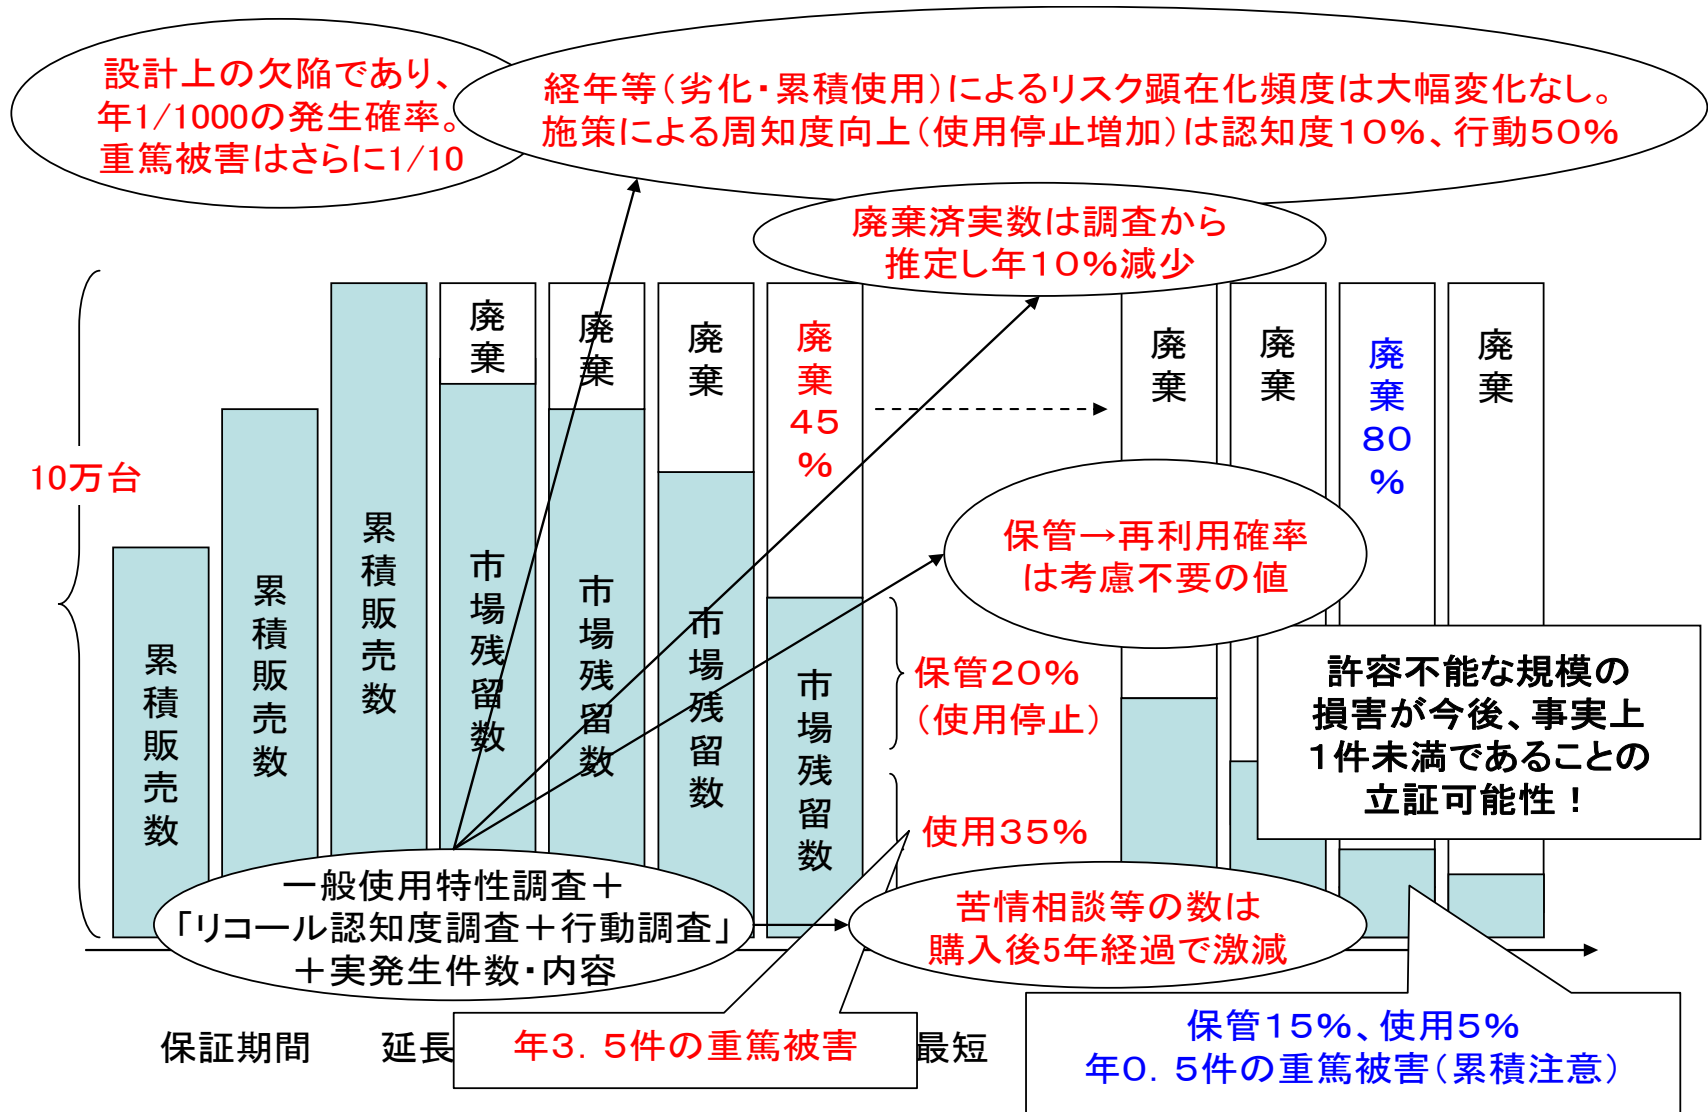 設計上の欠陥であり、
年1/1000の発生確率。
重篤被害はさらに1/10
経年等（劣化・累積使用）によるリスク顕在化頻度は大幅変化なし。
施策による周知度向上（使用停止増加）は認知度１０％、行動５０％
廃棄済実数は調査から
推定し年１０％減少
10万台
累積販売数
累積販売数
累積販売数
廃棄
市場残留数
廃棄
市場残留数
廃棄
市場残留数
廃棄45％
市場残留数
廃棄
廃棄
廃棄80％
廃棄
保管→再利用確率
は考慮不要の値
保管２０％
（使用停止）
使用３５％
許容不能な規模の
損害が今後、事実上
１件未満であることの
立証可能性！
一般使用特性調査＋
「リコール認知度調査＋行動調査」
＋実発生件数・内容
苦情相談等の数は
購入後5年経過で激減
保証期間
延長
年３．５件の重篤被害
最短
保管１５％、使用５％
年０．５件の重篤被害（累積注意）